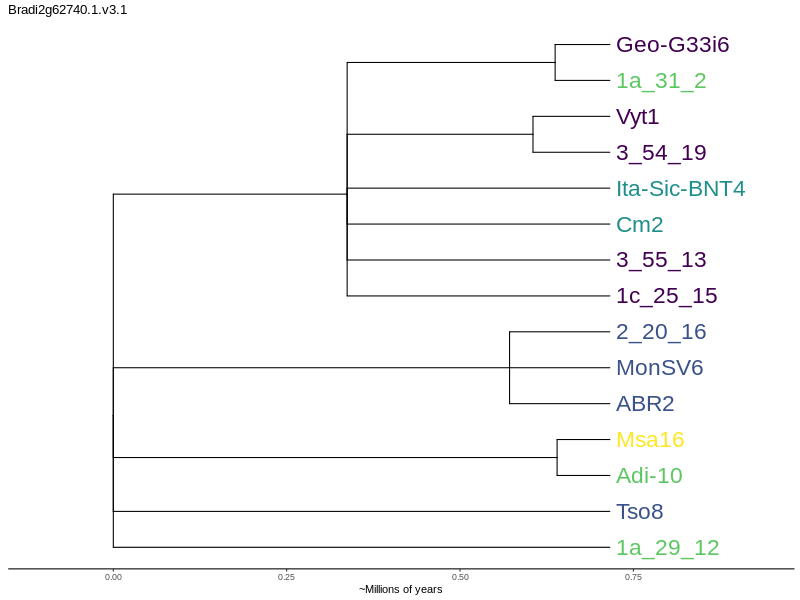 Bradi2g62740.1.v3.1
Geo-G33i6
1a_31_2
Vyt1
3_54_19
Ita-Sic-BNT4
Cm2
3_55_13
1c_25_15
2_20_16
MonSV6
ABR2
Msa16
Adi-10
Tso8
1a_29_12
0.00 0.25 0.50 0.75
~Millions of years